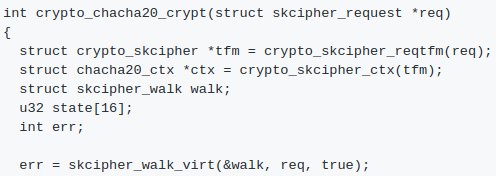 int crypto_chacha20_crypt(struct skcipher_request *req)
{
  struct crypto_skcipher *tfm = crypto_skcipher_reqtfm(req);
  struct chacha20_ctx *ctx = crypto_skcipher_ctx(tfm);
  struct skcipher_walk walk;
  u32 state[16];
  int err;

  err = skcipher_walk_virt(&walk, req, true);